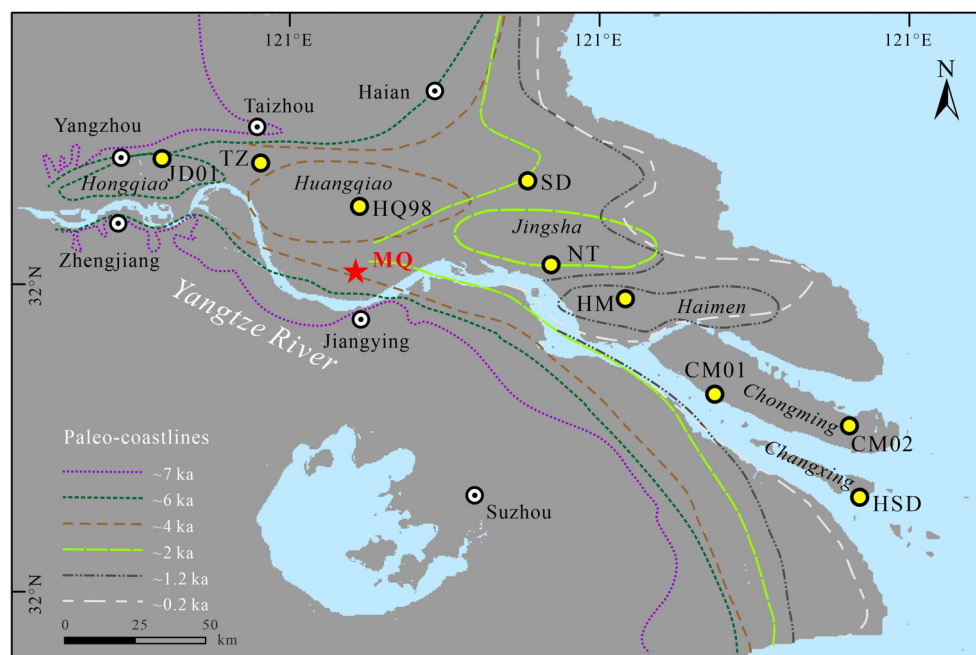 121°E
121°E
121°E
N
Haian
Taizhou
Yangzhou
TZ
JD01
Hongqiao
Huangqiao
SD
HQ98
Jingsha
Zhengjiang
MQ
NT
32°N
HM
Haimen
Yangtze River
Jiangying
CM01
Chongming
CM02
Changxing
Paleo-coastlines
~7 ka
HSD
~6 ka
Suzhou
~4 ka
~2 ka
~1.2 ka
32°N
~0.2 ka
0 25 50
km